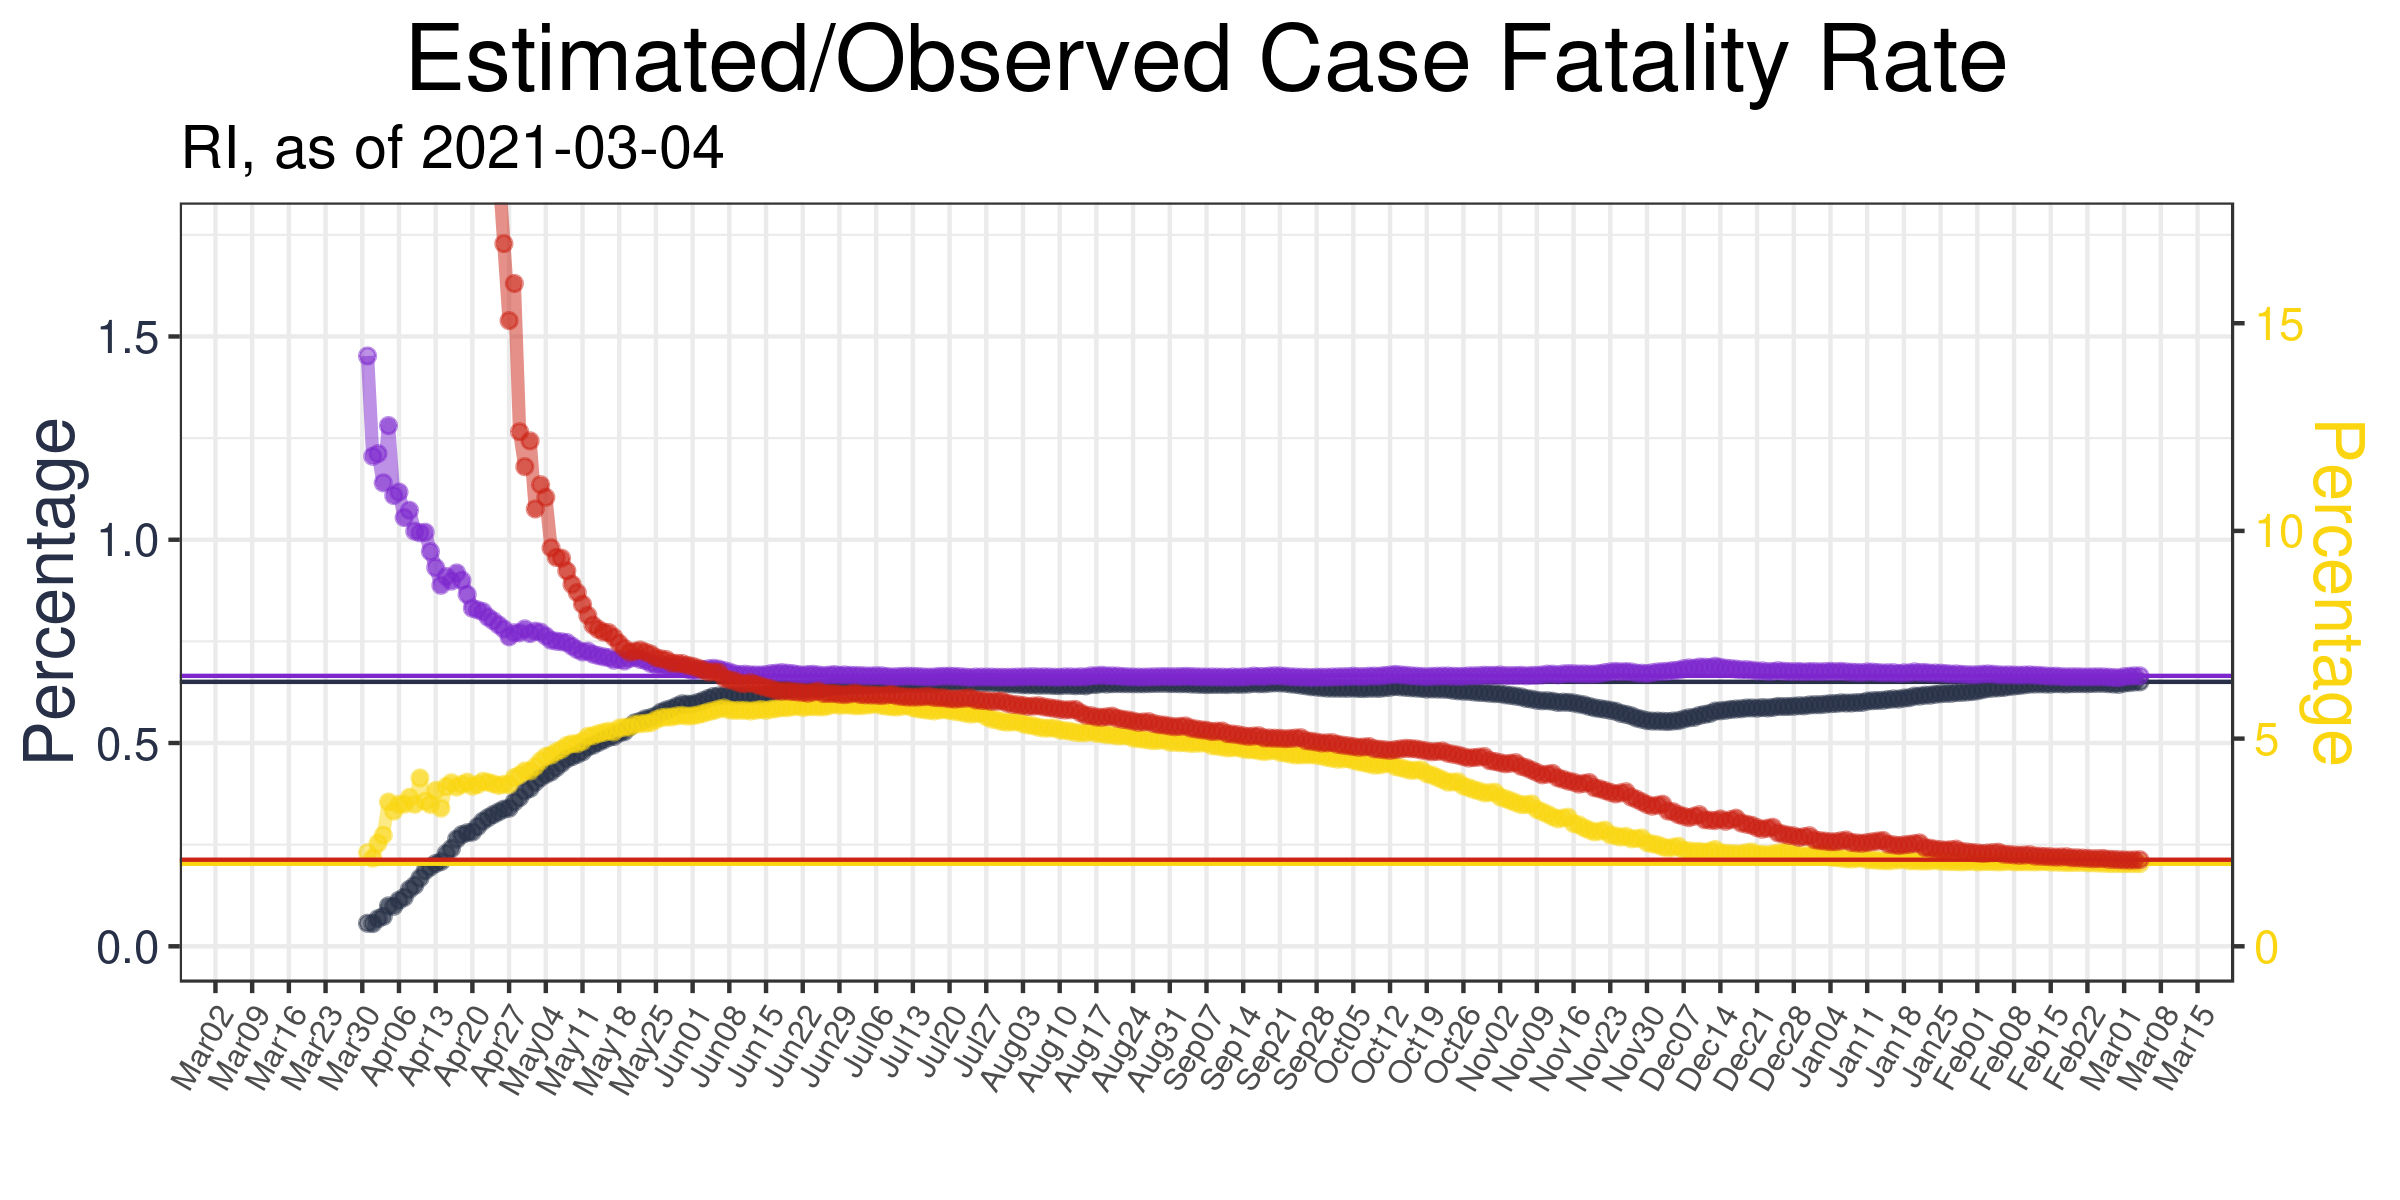 Estimated/Observed Case Fatality Rate
RI, as of 2021-03-04
Percentage
1.5
1.0
0.5
0.0
15
10
5
0
Percentage
Mar02
Mar09
Mar16
Mar23
Mar30
Apr06
Apr13
Apr20
Apr27
May04
May11
May18
May25
Jun01
Jun08
Jun15
Jun22
Jun29
Jul06
Jul13
Jul20
Jul27
Aug03
Aug10
Aug17
Aug24
Aug31
Sep07
Sep14
Sep21
Sep28
Oct05
Oct12
Oct19
Oct26
Nov02
Nov09
Nov16
Nov23
Nov30
Dec07
Dec14
Dec21
Dec28
Jan04
Jan11
Jan18
Jan25
Feb01
Feb08
Feb15
Feb22
Mar01
Mar08
Mar15